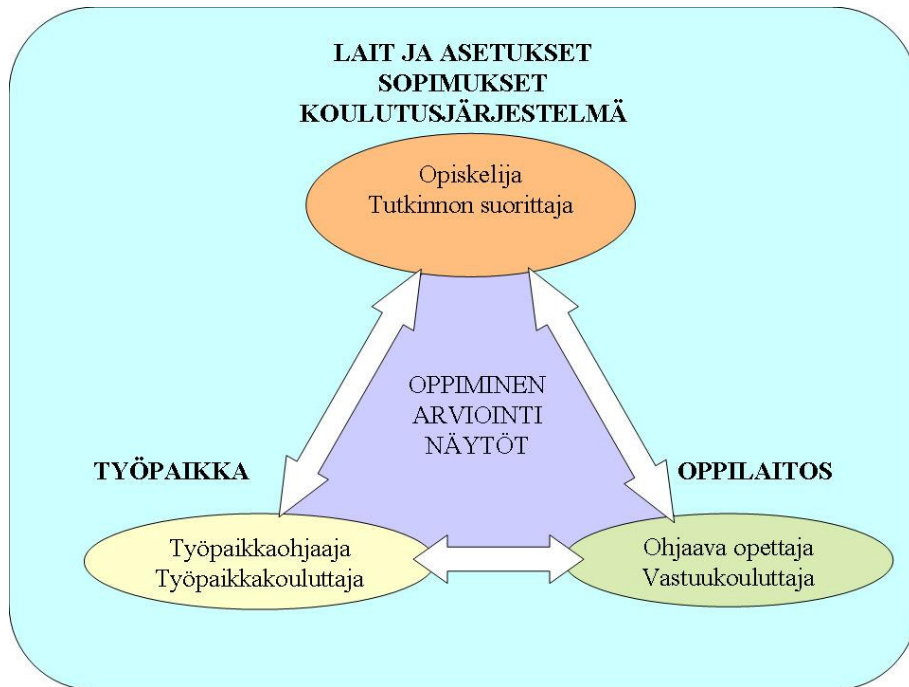 LAIT JA ASETUKSET
SOPIMUKSET
KOULUTUSJÄRJESTELMÄ
Opiskelija
Tutkinnon suorittaja
OPPIMINEN
ARVIOINTI
NÄYTÖT
TYÖPAIKKA
OPPILAITOS
Työpaikkaohjaaja
Työpaikkakouluttaja
Ohjaava opettaja
Vastuukouluttaja